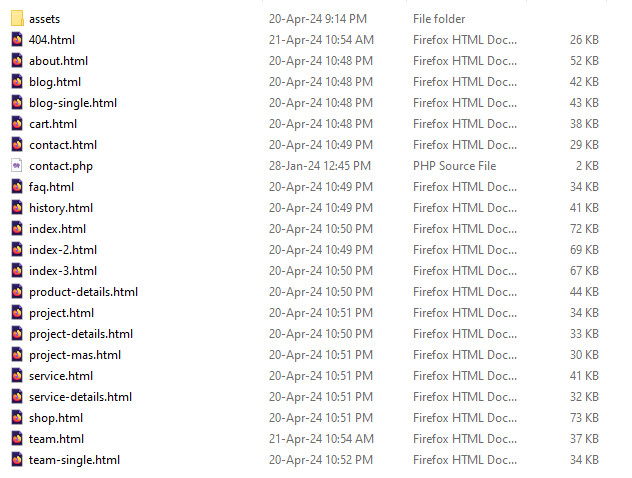 assets 20-Apr-24 9:14 PM File folder
404.html 21-Apr-24 10:54 AM Firefox HTML Doc... 26 KB
about.html 20-Apr-24 10:48 PM Firefox HTML Doc... 52 KB
blog.html 20-Apr-24 10:48 PM Firefox HTML Doc... 42 KB
blog-single.html 20-Apr-24 10:48 PM Firefox HTML Doc... 43 KB
cart.html 20-Apr-24 10:48 PM Firefox HTML Doc... 38 KB
contact.html 20-Apr-24 10:49 PM Firefox HTML Doc... 29 KB
contact.php 28-Jan-24 12:45 PM PHP Source File 2 KB
faq.html 20-Apr-24 10:49 PM Firefox HTML Doc... 34 KB
history.html 20-Apr-24 10:49 PM Firefox HTML Doc... 41 KB
index.html 20-Apr-24 10:50 PM Firefox HTML Doc... 72 KB
index-2.html 20-Apr-24 10:49 PM Firefox HTML Doc... 69 KB
index-3.html 20-Apr-24 10:50 PM Firefox HTML Doc... 67 KB
product-details.html 20-Apr-24 10:50 PM Firefox HTML Doc... 44 KB
project.html 20-Apr-24 10:51 PM Firefox HTML Doc... 34 KB
project-details.html 20-Apr-24 10:50 PM Firefox HTML Doc... 33 KB
project-mas.html 20-Apr-24 10:51 PM Firefox HTML Doc... 30 KB
service.html 20-Apr-24 10:51 PM Firefox HTML Doc... 41 KB
service-details.html 20-Apr-24 10:51 PM Firefox HTML Doc... 32 KB
shop.html 20-Apr-24 10:51 PM Firefox HTML Doc... 73 KB
team.html 21-Apr-24 10:54 AM Firefox HTML Doc... 37 KB
team-single.html 20-Apr-24 10:52 PM Firefox HTML Doc... 34 KB